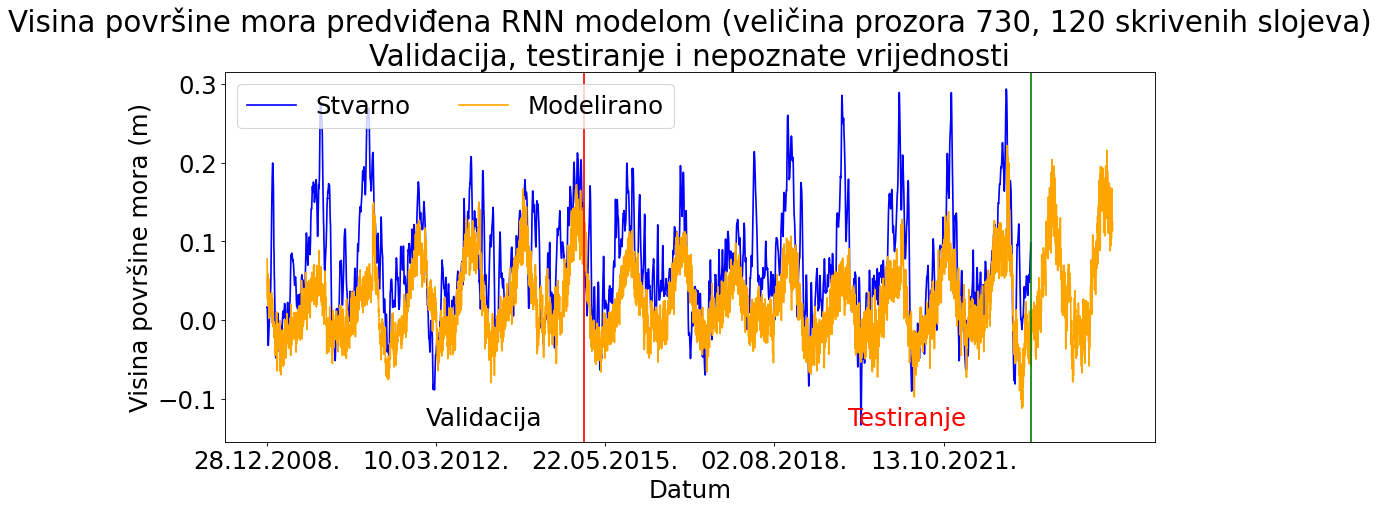 Visina površine mora predviđena RNN modelom (veličina prozora 730, 120 skrivenih slojeva)
Validacija, testiranje i nepoznate vrijednosti
Stvarno
Modelirano
Visina površine mora (m)
0.3
0.2
0.1
0.0
−0.1
Validacija
Testiranje
28.12.2008.
10.03.2012.
22.05.2015.
02.08.2018.
13.10.2021.
Datum